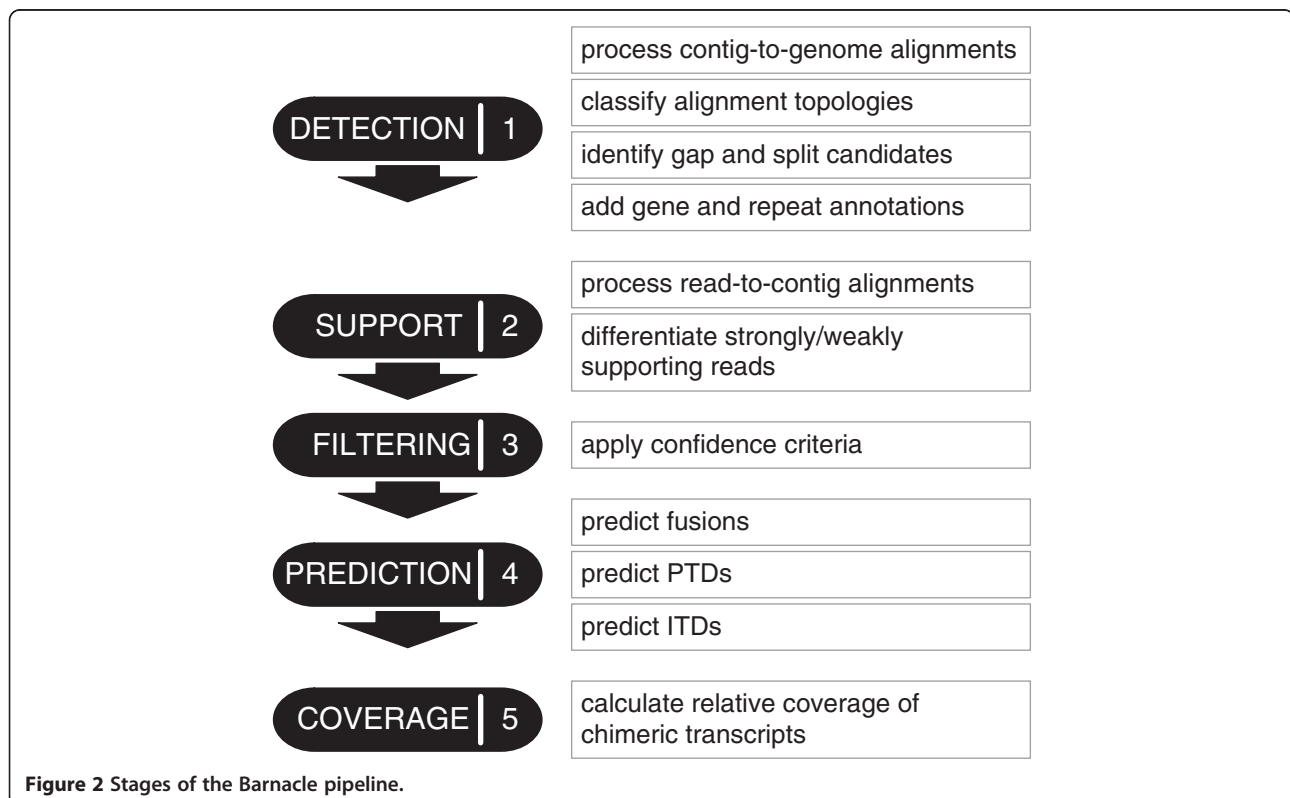 process contig-to-genome alignments
DETECTION 1
classify alignment topologies
identify gap and split candidates
add gene and repeat annotations
process read-to-contig alignments
SUPPORT 2
differentiate strongly/weakly
supporting reads
FILTERING 3
apply confidence criteria
predict fusions
PREDICTION 4
predict PTDs
predict ITDs
COVERAGE 5
calculate relative coverage of
chimeric transcripts
Figure 2 Stages of the Barnacle pipeline.